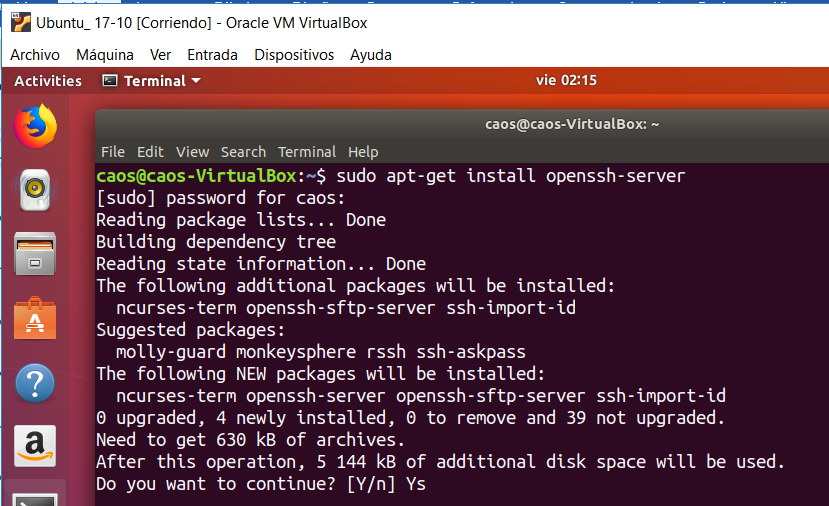 Ubuntu_ 17-10 [Corriendo] - Oracle VM VirtualBox
Archivo Máquina Ver Entrada Dispositivos Ayuda
Activities Terminal vie 02:15
caos@caos-VirtualBox: ~
File Edit View Search Terminal Help
caos@caos-VirtualBox:~$ sudo apt-get install openssh-server
[sudo] password for caos:
Reading package lists... Done
Building dependency tree
Reading state information... Done
The following additional packages will be installed:
  ncurses-term openssh-sftp-server ssh-import-id
Suggested packages:
  molly-guard monkeysphere rssh ssh-askpass
The following NEW packages will be installed:
  ncurses-term openssh-server openssh-sftp-server ssh-import-id
0 upgraded, 4 newly installed, 0 to remove and 39 not upgraded.
Need to get 630 kB of archives.
After this operation, 5 144 kB of additional disk space will be used.
Do you want to continue? [Y/n] Ys